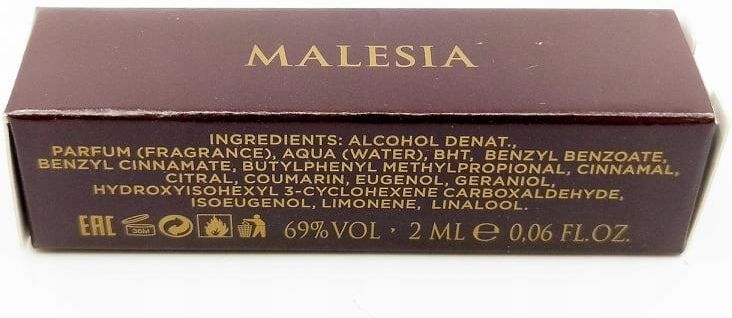 MALESIA
INGREDIENTS: ALCOHOL DENAT.,
PARFUM (FRAGRANCE), AQUA (WATER), BHT, BENZYL BENZOATE,
BENZYL CINNAMATE, BUTYLPHENYL METHYLPROPIONAL, CINNAMAL,
CITRAL, COUMARIN, EUGENOL, GERANIOL,
HYDROXYISOHEXYL 3-CYCLOHEXENE CARBOXALDEHYDE,
ISOEUGENOL, LIMONENE, LINALOOL.
EAC 36M 69%VOL · 2 ML ℮ 0,06 FL.OZ.